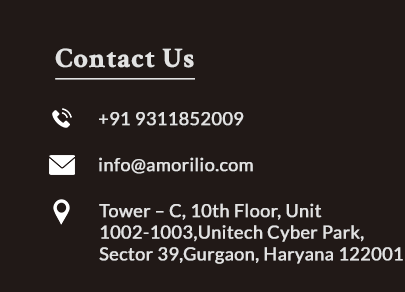 Contact Us
+91 9311852009
info@amorilio.com
Tower – C, 10th Floor, Unit
1002-1003,Unitech Cyber Park,
Sector 39,Gurgaon, Haryana 122001